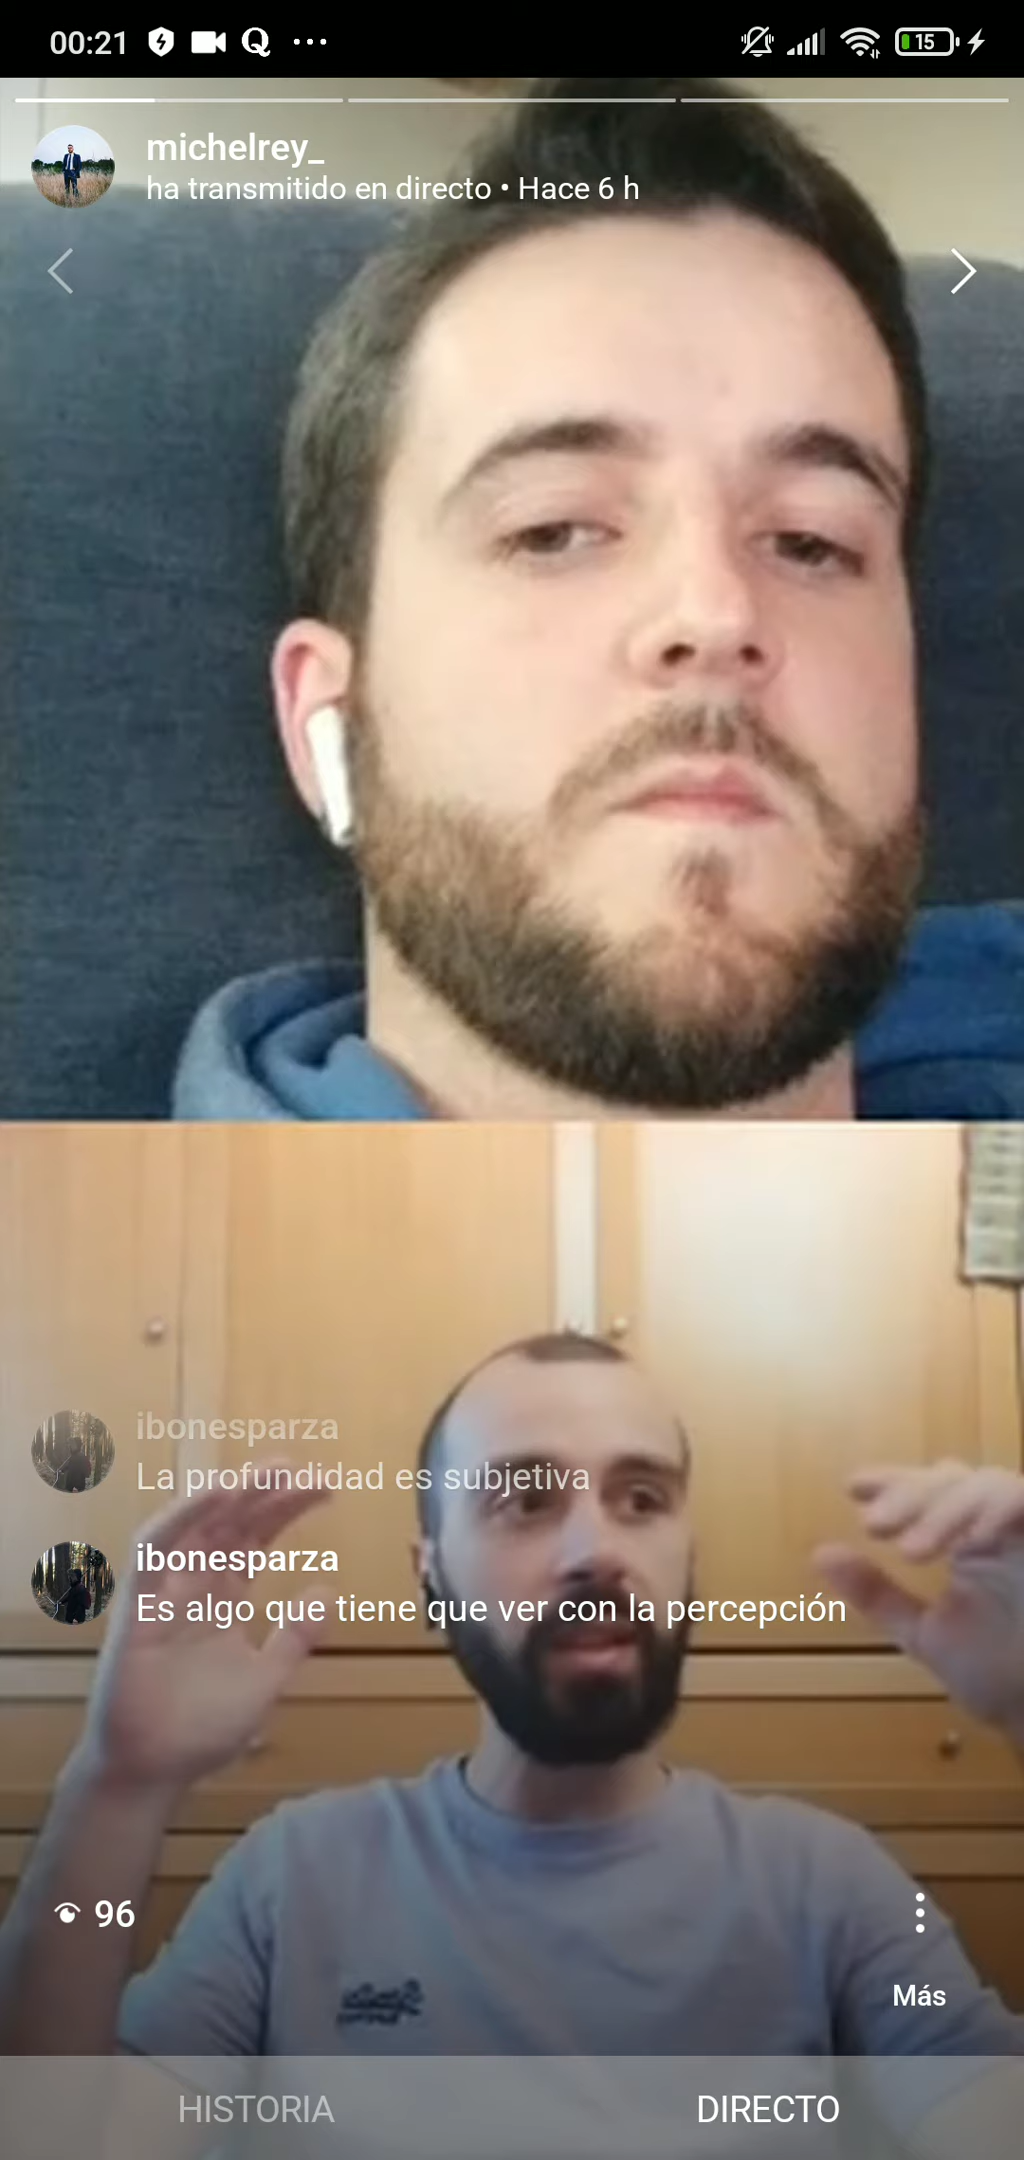 00:21
15
michelrey_
ha transmitido en directo • Hace 6 h
ibonesparza
La profundidad es subjetiva
ibonesparza
Es algo que tiene que ver con la percepción
96
Más
HISTORIA
DIRECTO